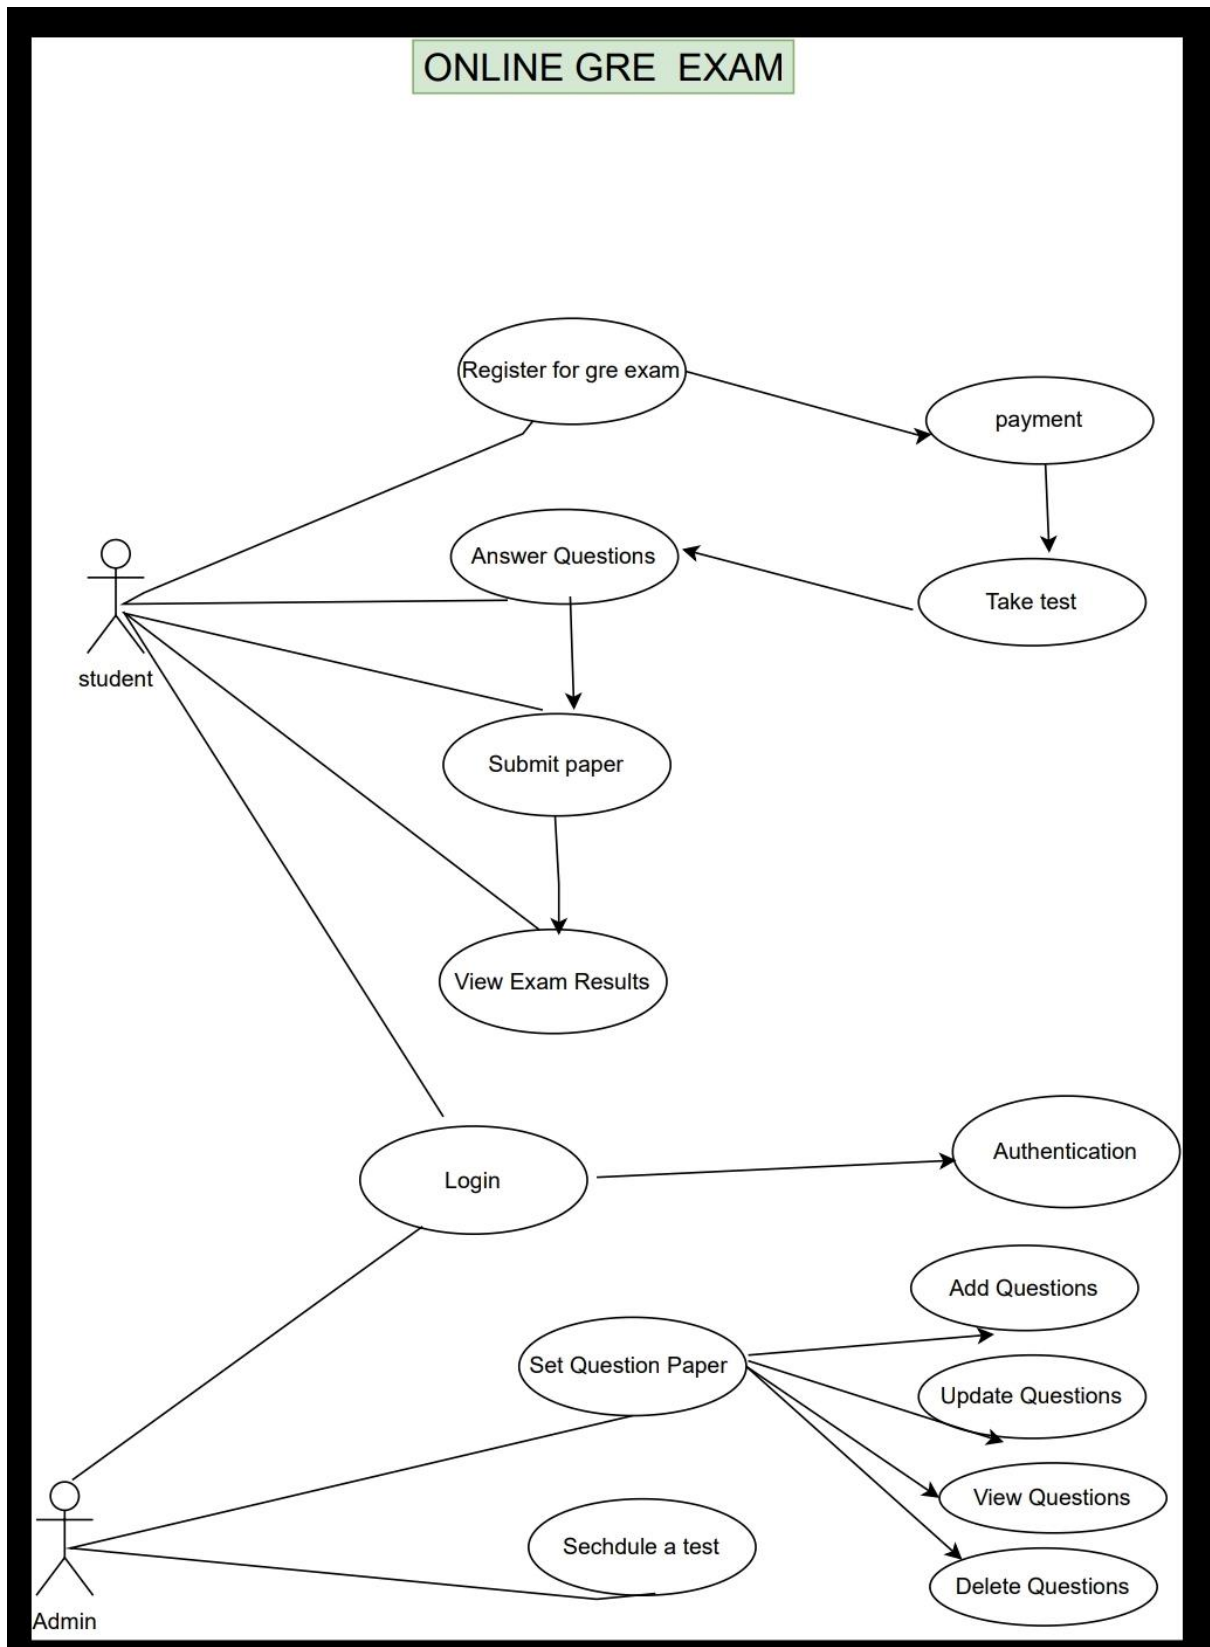 ONLINE GRE  EXAM
Register for gre exam
payment
Answer Questions
Take test
student
Submit paper
View Exam Results
Authentication
Login
Add Questions
Set Question Paper
Update Questions
View Questions
Sechdule a test
Delete Questions
Admin